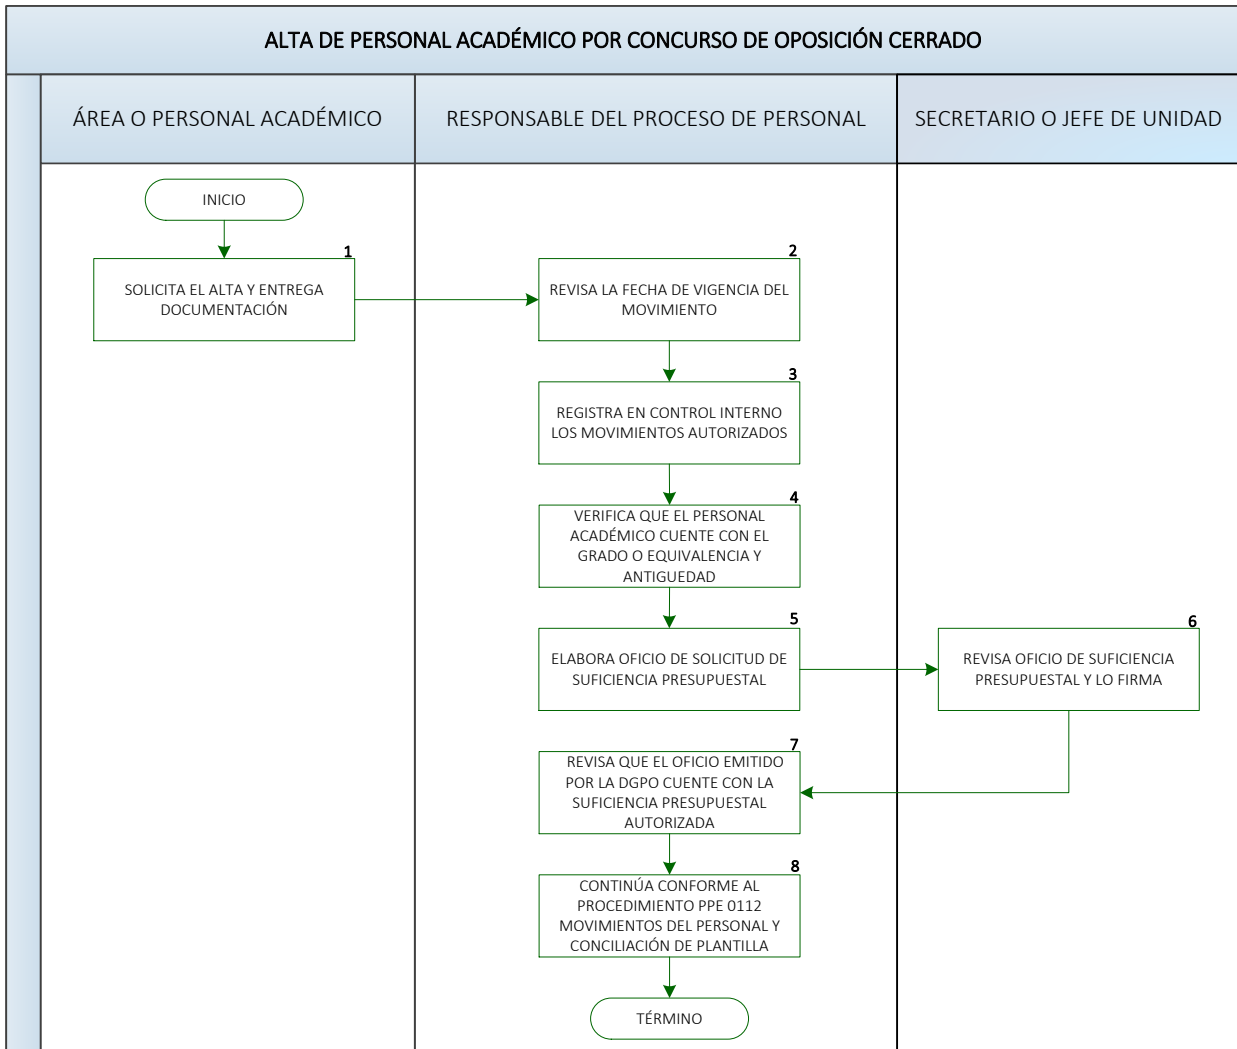 ALTA DE PERSONAL ACADÉMICO POR CONCURSO DE OPOSICIÓN CERRADO
ÁREA O PERSONAL ACADÉMICO
RESPONSABLE DEL PROCESO DE PERSONAL
SECRETARIO O JEFE DE UNIDAD
INICIO
1
SOLICITA EL ALTA Y ENTREGA
DOCUMENTACIÓN
2
REVISA LA FECHA DE VIGENCIA DEL
MOVIMIENTO
3
REGISTRA EN CONTROL INTERNO
LOS MOVIMIENTOS AUTORIZADOS
4
VERIFICA QUE EL PERSONAL
ACADÉMICO CUENTE CON EL
GRADO O EQUIVALENCIA Y
ANTIGUEDAD
5
ELABORA OFICIO DE SOLICITUD DE
SUFICIENCIA PRESUPUESTAL
6
REVISA OFICIO DE SUFICIENCIA
PRESUPUESTAL Y LO FIRMA
7
REVISA QUE EL OFICIO EMITIDO
POR LA DGPO CUENTE CON LA
SUFICIENCIA PRESUPUESTAL
AUTORIZADA
8
CONTINÚA CONFORME AL
PROCEDIMIENTO PPE 0112
MOVIMIENTOS DEL PERSONAL Y
CONCILIACIÓN DE PLANTILLA
TÉRMINO